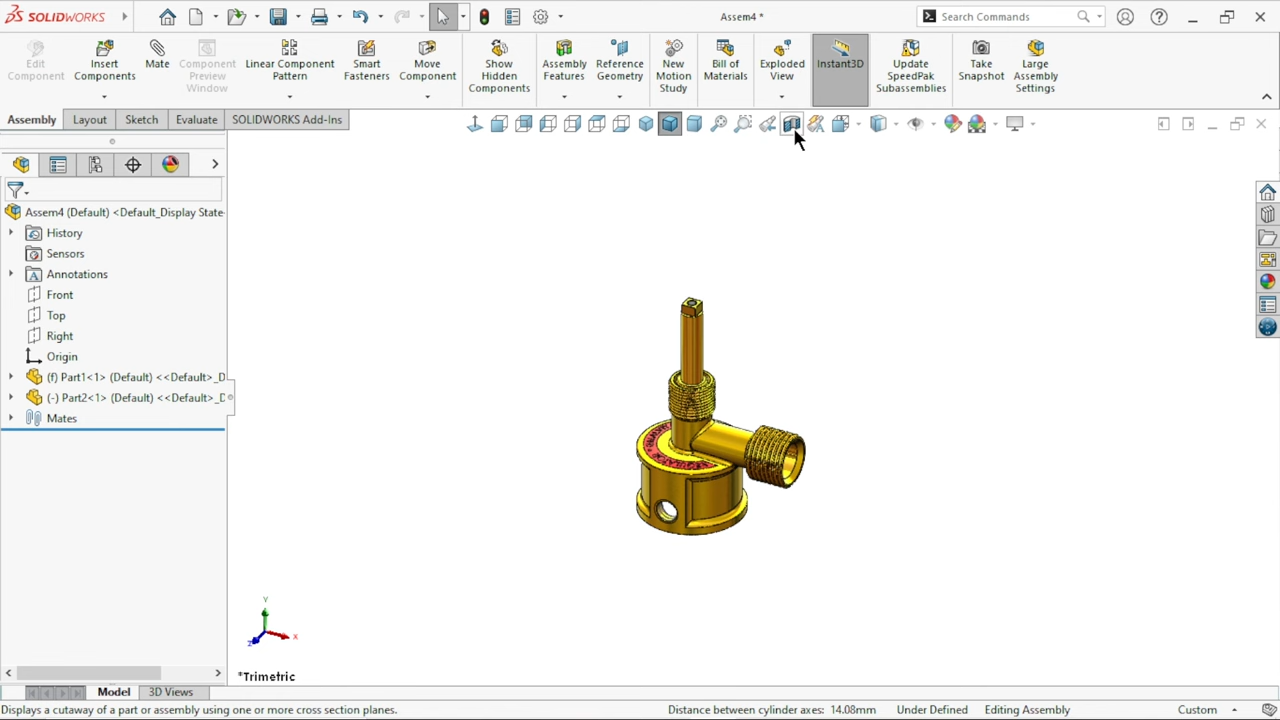 SOLIDWORKS
Assem4 *
Search Commands
Edit Component
Insert Components
Mate
Component Preview Window
Linear Component Pattern
Smart Fasteners
Move Component
Show Hidden Components
Assembly Features
Reference Geometry
New Motion Study
Bill of Materials
Exploded View
Instant3D
Update SpeedPak Subassemblies
Take Snapshot
Large Assembly Settings
Assembly
Layout
Sketch
Evaluate
SOLIDWORKS Add-Ins
Assem4 (Default) <Default_Display State
History
Sensors
Annotations
Front
Top
Right
Origin
(f) Part1<1> (Default) <<Default>_D
(-) Part2<1> (Default) <<Default>_D
Mates
Y
X
Z
*Trimetric
Model
3D Views
Displays a cutaway of a part or assembly using one or more cross section planes.
Distance between cylinder axes: 14.08mm
Under Defined
Editing Assembly
Custom